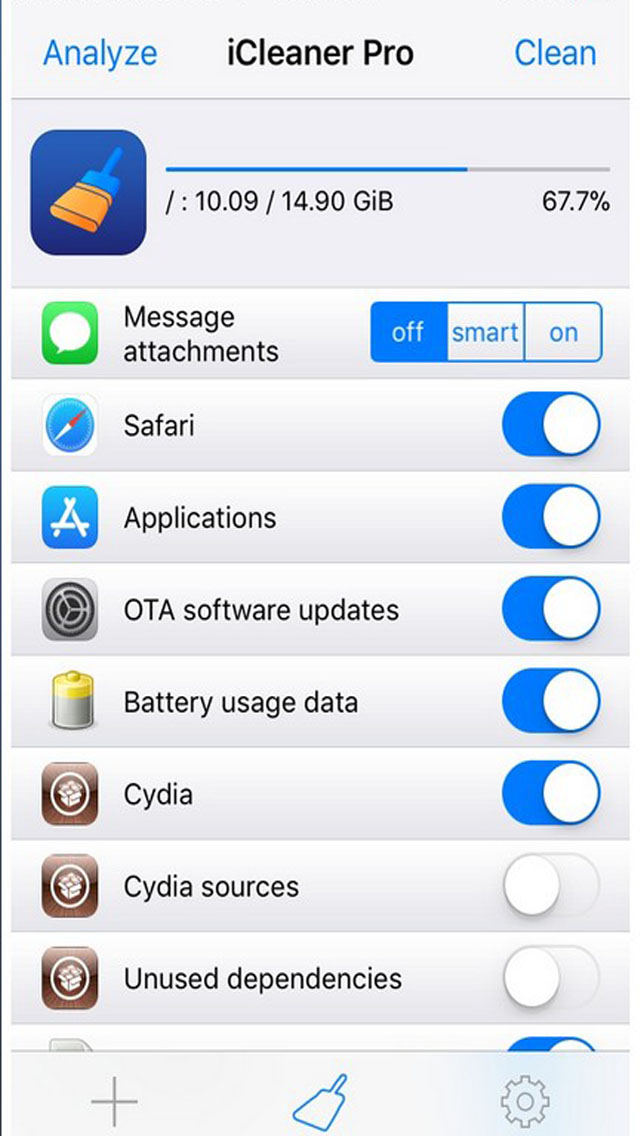 Analyze iCleaner Pro Clean
/ : 10.09 / 14.90 GiB 67.7%
Message
attachments
off smart on
Safari
Applications
OTA software updates
Battery usage data
Cydia
Cydia sources
Unused dependencies